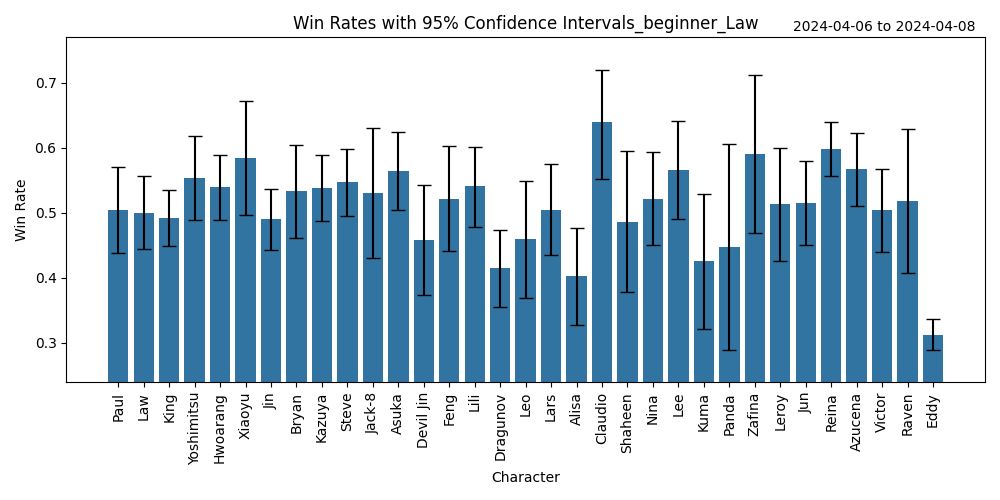 Win Rates with 95% Confidence Intervals_beginner_Law
2024-04-06 to 2024-04-08
Win Rate
0.7
0.6
0.5
0.4
0.3
Paul
Law
King
Yoshimitsu
Hwoarang
Xiaoyu
Jin
Bryan
Kazuya
Steve
Jack-8
Asuka
Devil Jin
Feng
Lili
Dragunov
Leo
Lars
Alisa
Claudio
Shaheen
Nina
Lee
Kuma
Panda
Zafina
Leroy
Jun
Reina
Azucena
Victor
Raven
Eddy
Character